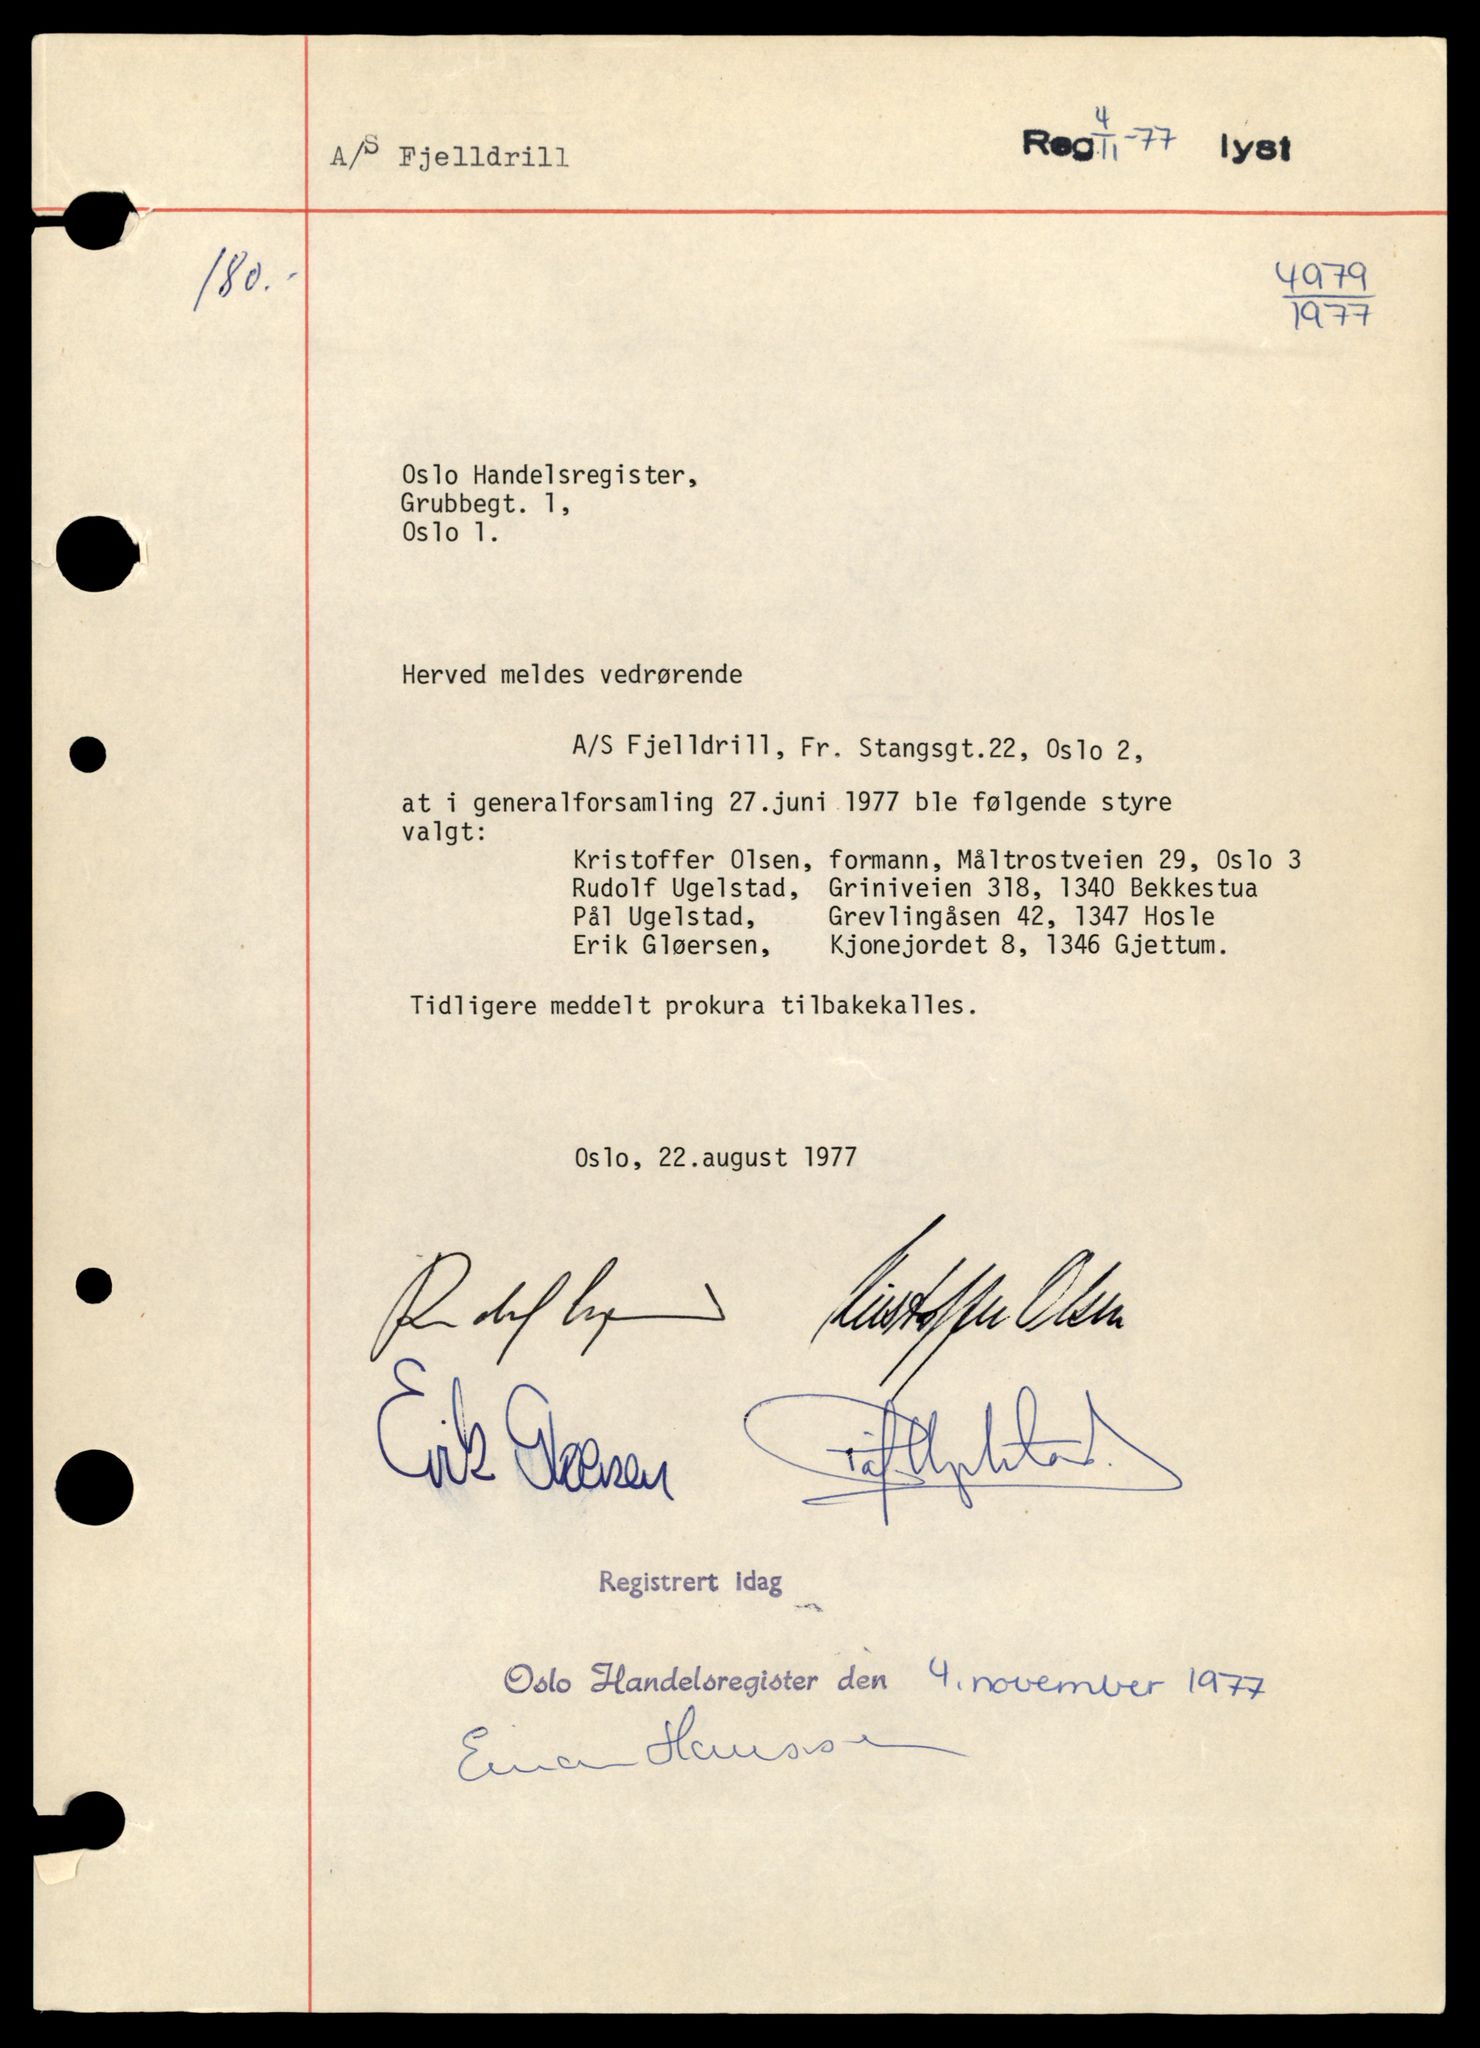 A/S Fjelldrill
Reg 4/11-77 lyst
180.-
4979
1977
Oslo Handelsregister,
Grubbegt. 1,
Oslo 1.
Herved meldes vedrørende
A/S Fjelldrill, Fr. Stangsgt.22, Oslo 2,
at i generalforsamling 27.juni 1977 ble følgende styre
valgt:
Kristoffer Olsen, formann, Måltrostveien 29, Oslo 3
Rudolf Ugelstad, Griniveien 318, 1340 Bekkestua
Pål Ugelstad, Grevlingåsen 42, 1347 Hosle
Erik Gløersen, Kjonejordet 8, 1346 Gjettum.
Tidligere meddelt prokura tilbakekalles.
Oslo, 22.august 1977
Rudolf Ugelstad Kristoffer Olsen
Erik Gløersen Pål Ugelstad
Registrert idag
Oslo Handelsregister den 4. november 1977